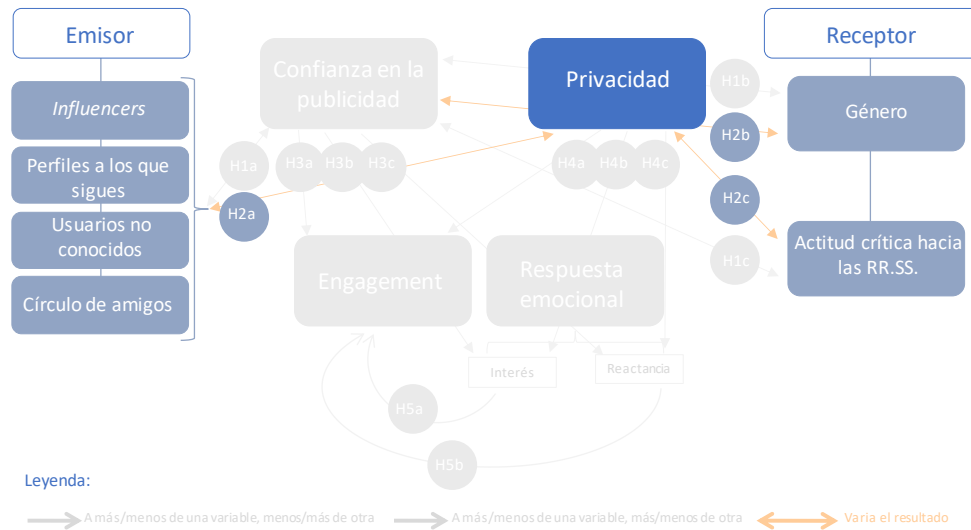 Emisor
Influencers
Perfiles a los que
sigues
Usuarios no
conocidos
Círculo de amigos
Confianza en la
publicidad
Privacidad
Receptor
Género
Actitud crítica hacia
las RR.SS.
H1a
H2a
H3a
H3b
H3c
H4a
H4b
H4c
H1b
H2b
H2c
H1c
Engagement
Respuesta
emocional
Interés
Reactancia
H5a
H5b
Leyenda:
A más/menos de una variable, menos/más de otra
A más/menos de una variable, más/menos de otra
Varia el resultado